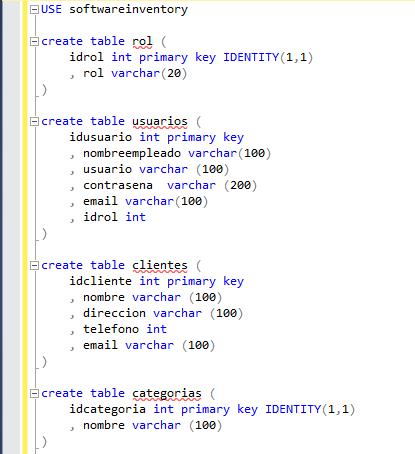 USE softwareinventory
create table rol (
idrol int primary key IDENTITY(1,1)
, rol varchar(20)
)
create table usuarios (
idusuario int primary key
, nombreempleado varchar(100)
, usuario varchar (100)
, contrasena  varchar (200)
, email varchar(100)
, idrol int
)
create table clientes (
idcliente int primary key
, nombre varchar (100)
, direccion varchar (100)
, telefono int
, email varchar (100)
)
create table categorias (
idcategoria int primary key IDENTITY(1,1)
, nombre varchar (100)
)